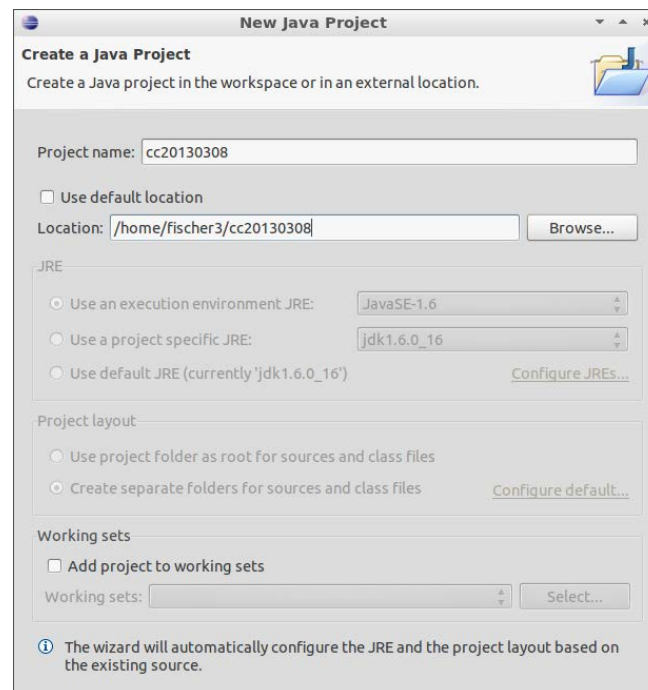 New Java Project
Create a Java Project
Create a Java project in the workspace or in an external location.
Project name: cc20130308
Use default location
Location: /home/fischer3/cc20130308 Browse...
JRE
Use an execution environment JRE: JavaSE-1.6
Use a project specific JRE: jdk1.6.0_16
Use default JRE (currently 'jdk1.6.0_16') Configure JREs...
Project layout
Use project folder as root for sources and class files
Create separate folders for sources and class files Configure default...
Working sets
Add project to working sets
Working sets: Select...
The wizard will automatically configure the JRE and the project layout based on
the existing source.